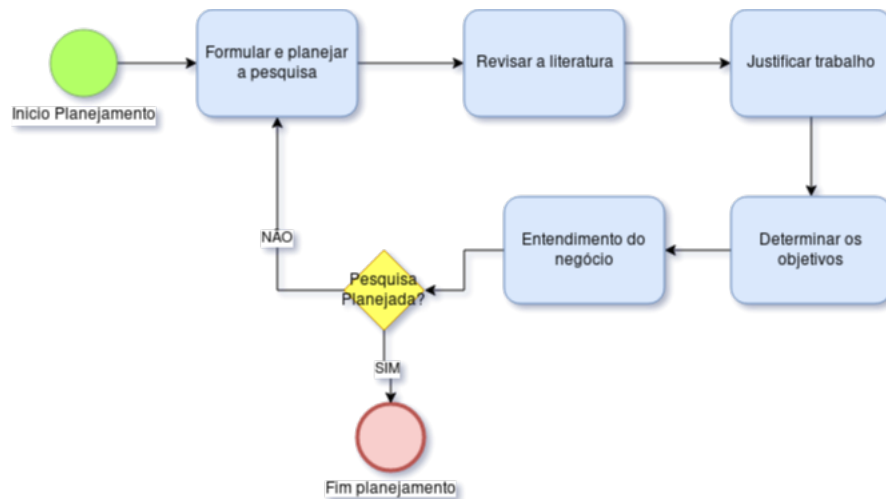 Formular e planejar
a pesquisa
Revisar a literatura
Justificar trabalho
Inicio Planejamento
NÃO
Entendimento do
negócio
Determinar os
objetivos
Pesquisa
Planejada?
SIM
Fim planejamento